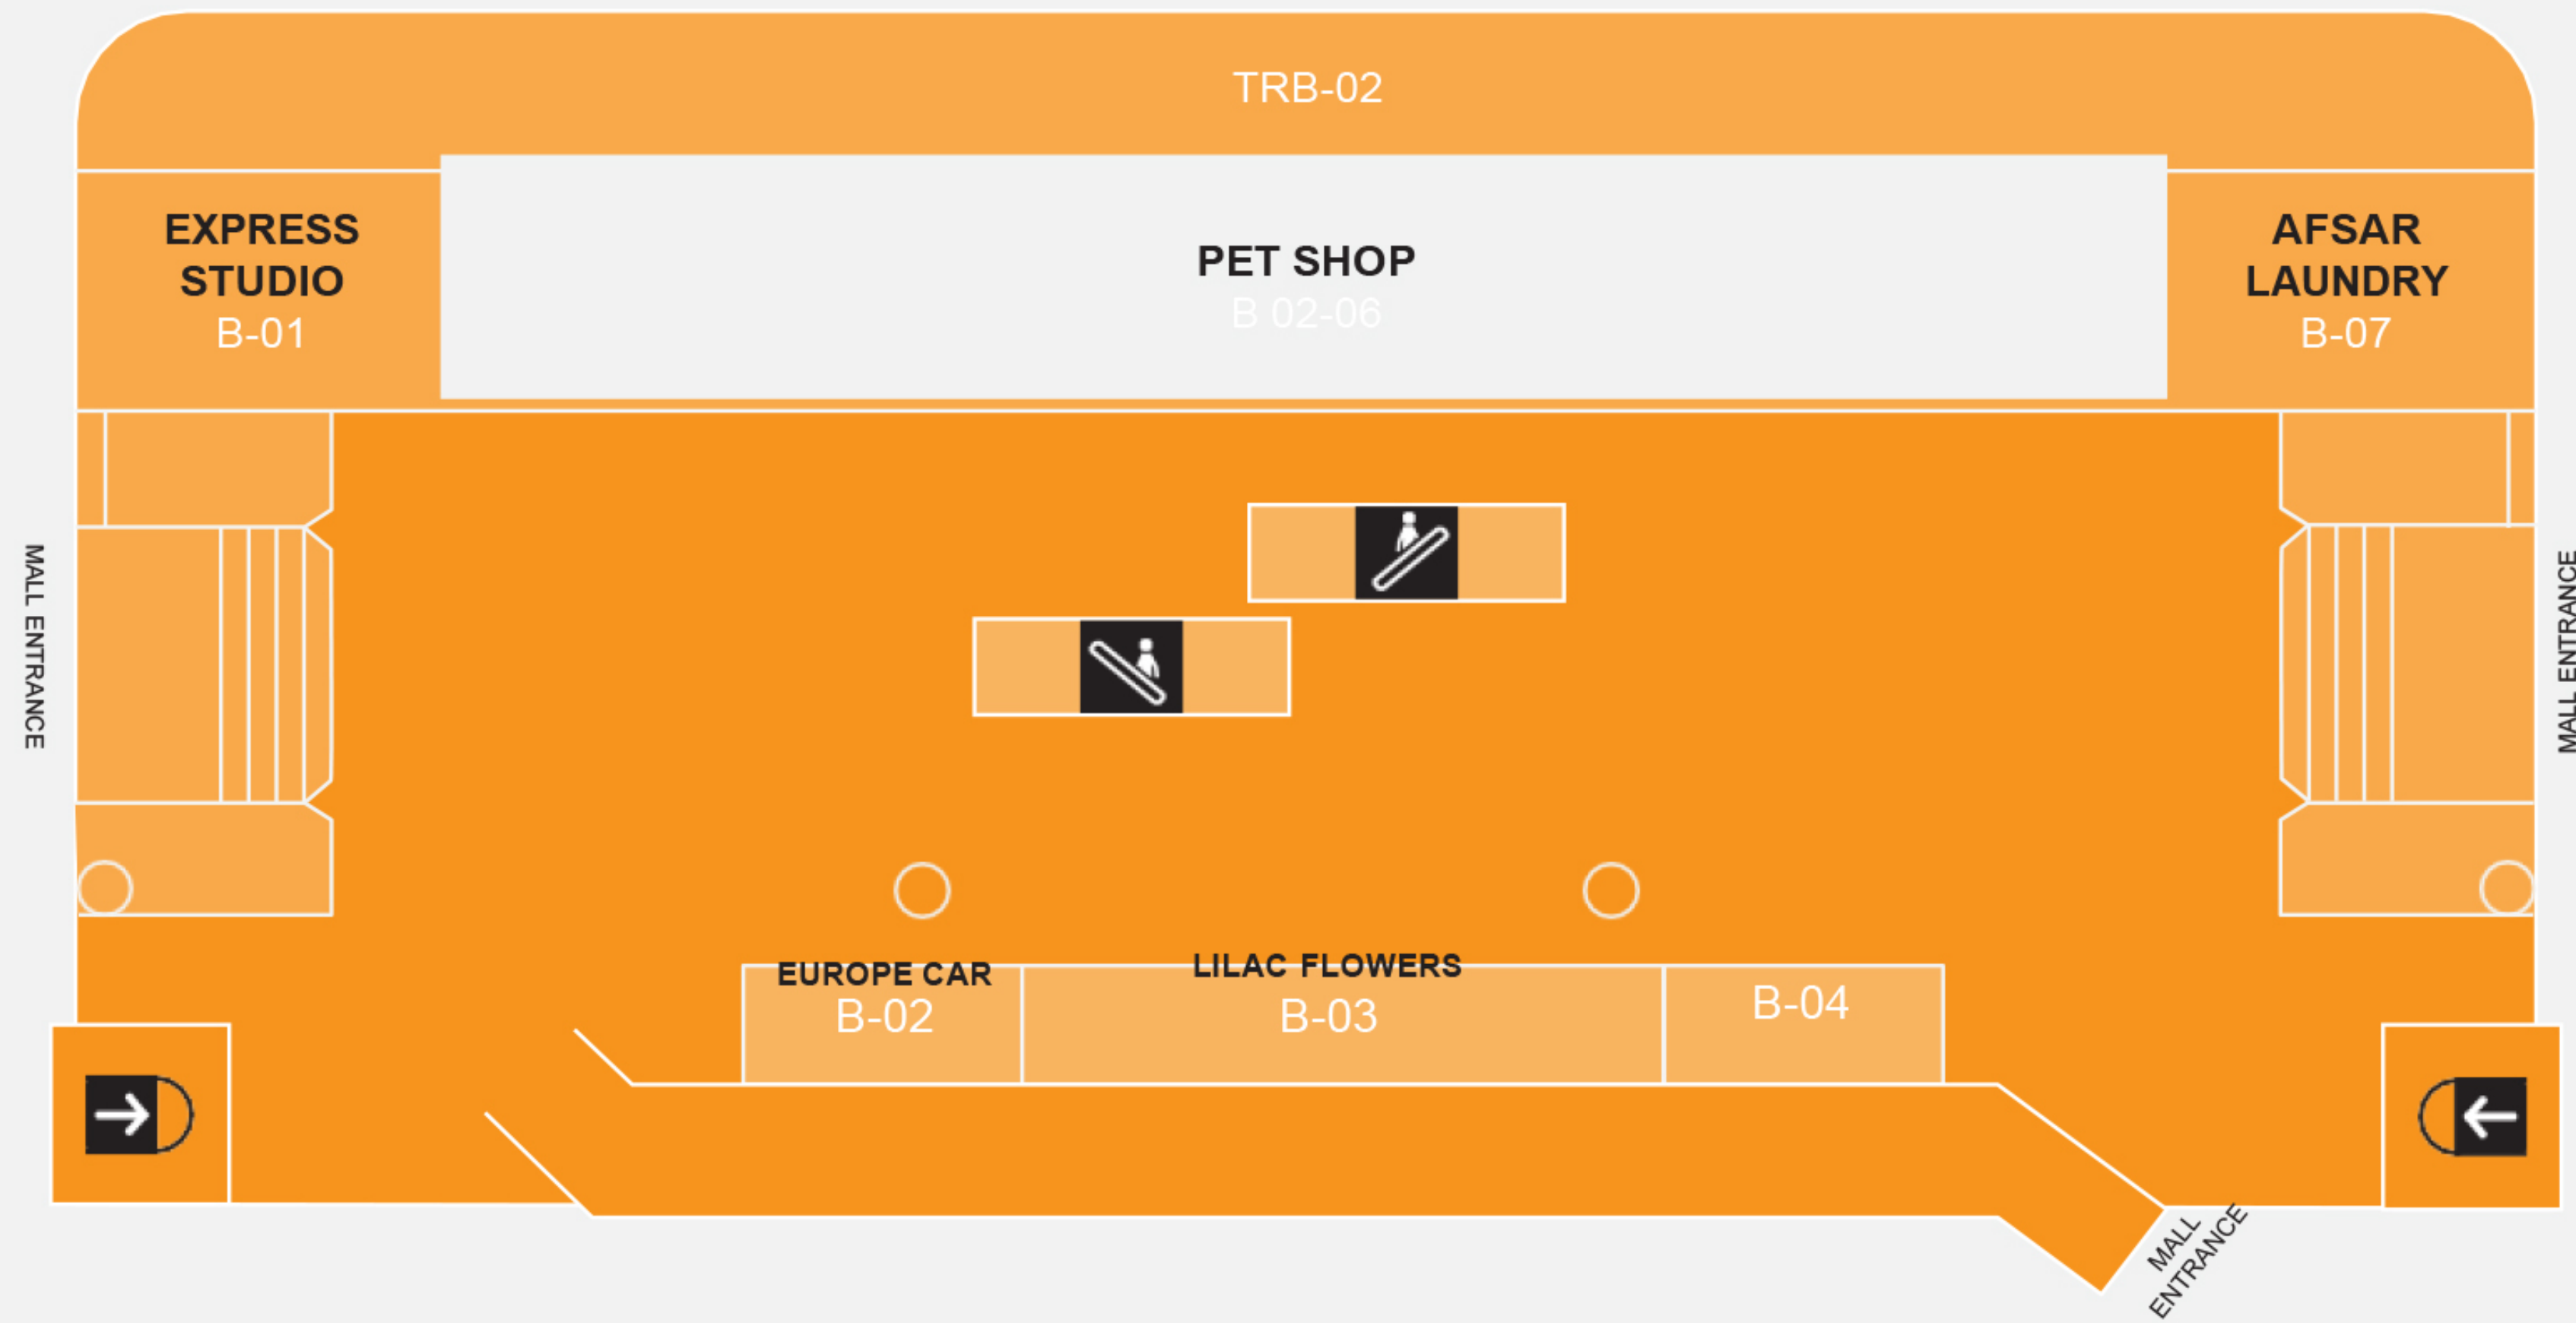 TRB-02
EXPRESS
STUDIO
B-01
PET SHOP
B 02-06
AFSAR
LAUNDRY
B-07
MALL ENTRANCE
MALL ENTRANCE
EUROPE CAR
B-02
LILAC FLOWERS
B-03
B-04
MALL
ENTRANCE